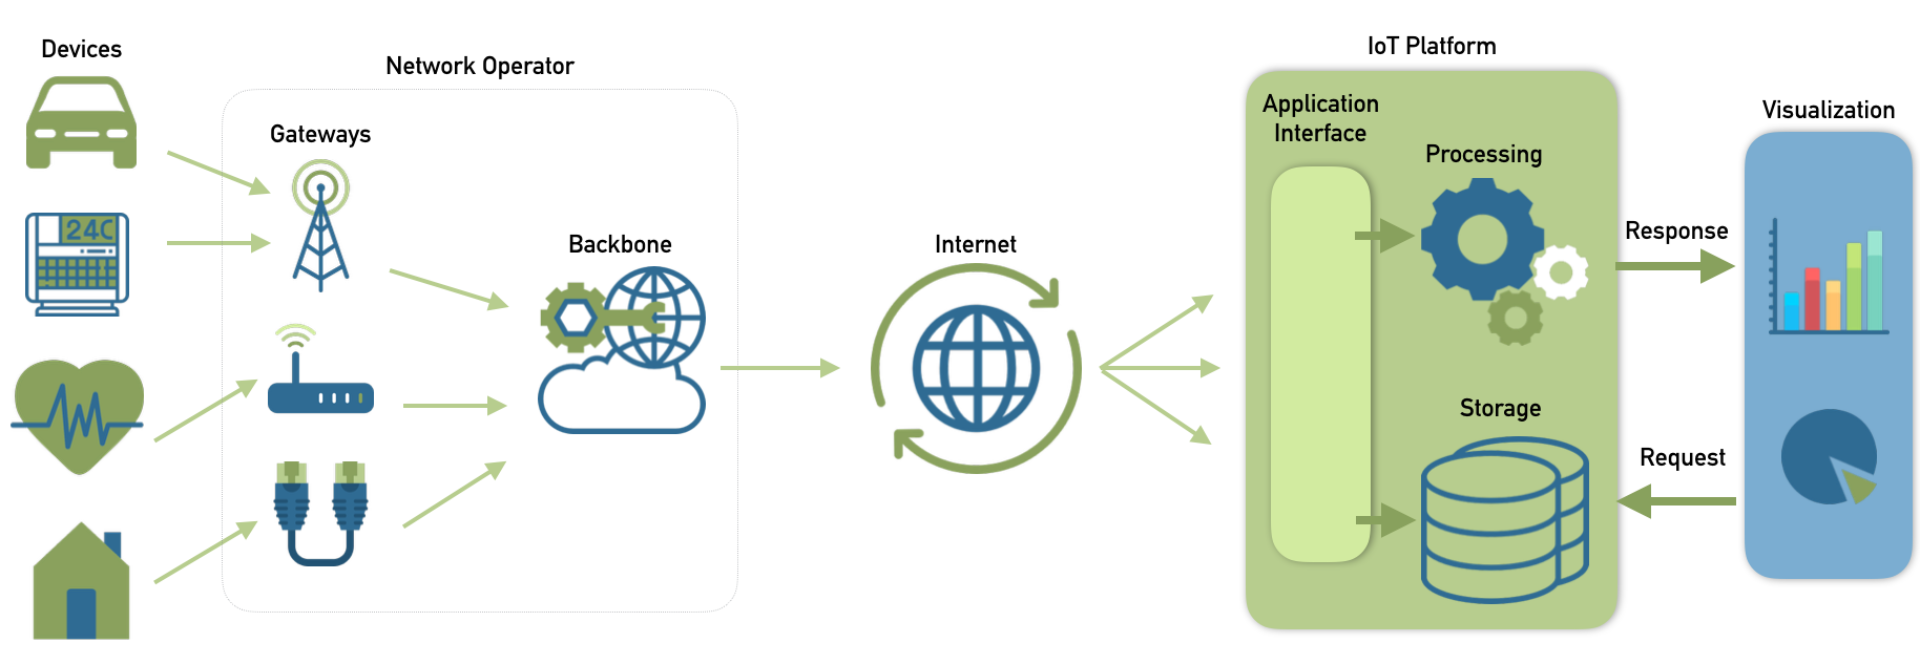 Devices
Network Operator
Gateways
24C
Backbone
Internet
IoT Platform
Application
Interface
Processing
Storage
Response
Request
Visualization